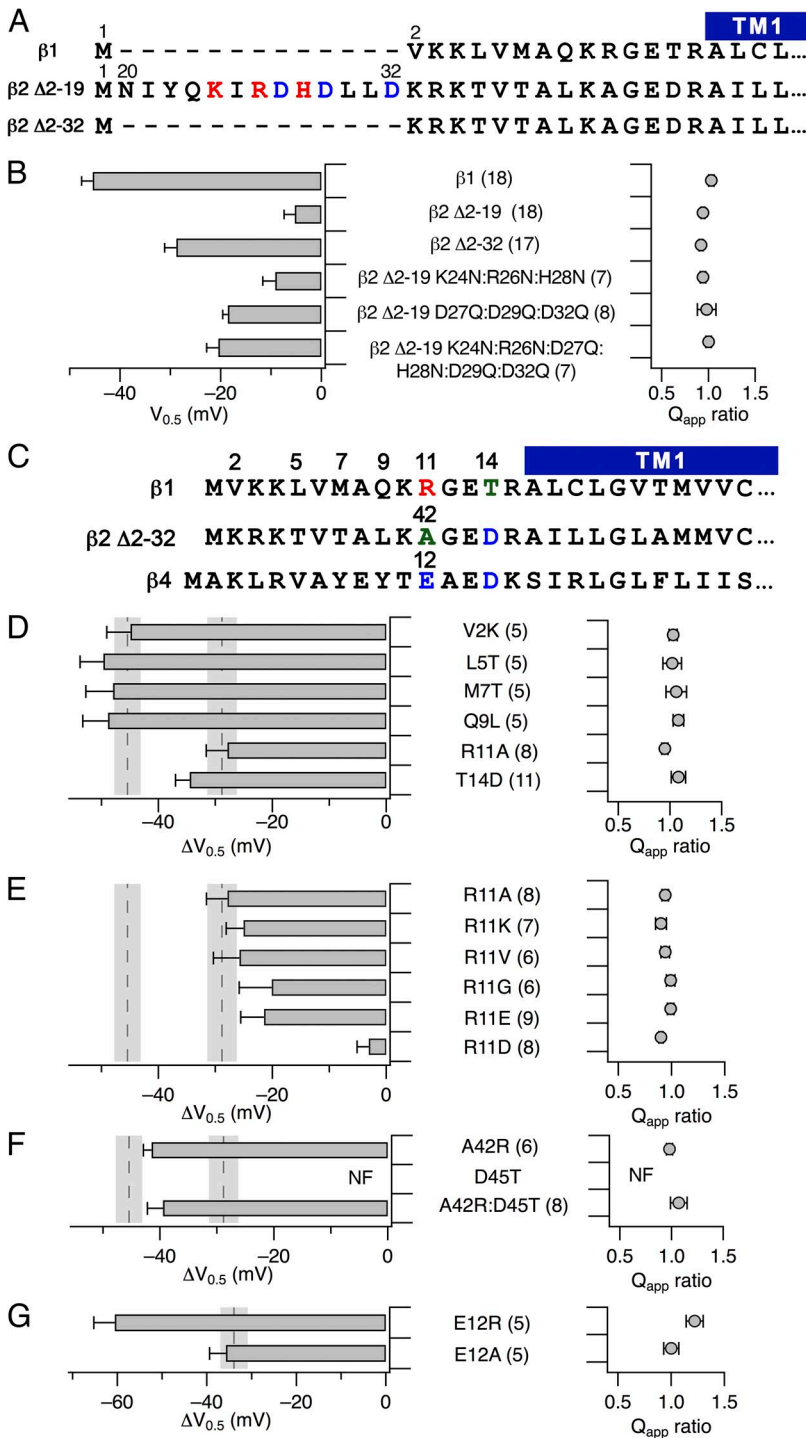 A
TM1
1 2
β1 M - - - - - - - - - - - - - V K K L V M A Q K R G E T R A L C L ...
1 20 32
β2 Δ2-19 M N I Y Q K I R D H D L L D K R K T V T A L K A G E D R A I L L ...
β2 Δ2-32 M - - - - - - - - - - - - - K R K T V T A L K A G E D R A I L L ...
B
β1 (18)
β2 Δ2-19 (18)
β2 Δ2-32 (17)
β2 Δ2-19 K24N:R26N:H28N (7)
β2 Δ2-19 D27Q:D29Q:D32Q (8)
β2 Δ2-19 K24N:R26N:D27Q:
H28N:D29Q:D32Q (7)
−40 −20 0
V0.5 (mV)
0.5 1.0 1.5
Qapp ratio
C
2 5 7 9 11 14
TM1
β1 M V K K L V M A Q K R G E T R A L C L G V T M V V C ...
42
β2 Δ2-32 M K R K T V T A L K A G E D R A I L L G L A M M V C ...
12
β4 M A K L R V A Y E Y T E A E D K S I R L G L F L I I S ...
D
V2K (5)
L5T (5)
M7T (5)
Q9L (5)
R11A (8)
T14D (11)
−40 −20 0
ΔV0.5 (mV)
0.5 1.0 1.5
Qapp ratio
E
R11A (8)
R11K (7)
R11V (6)
R11G (6)
R11E (9)
R11D (8)
−40 −20 0
ΔV0.5 (mV)
0.5 1.0 1.5
Qapp ratio
F
A42R (6)
NF D45T NF
A42R:D45T (8)
−40 −20 0
ΔV0.5 (mV)
0.5 1.0 1.5
Qapp ratio
G
E12R (5)
E12A (5)
−60 −40 −20 0
ΔV0.5 (mV)
0.5 1.0 1.5
Qapp ratio